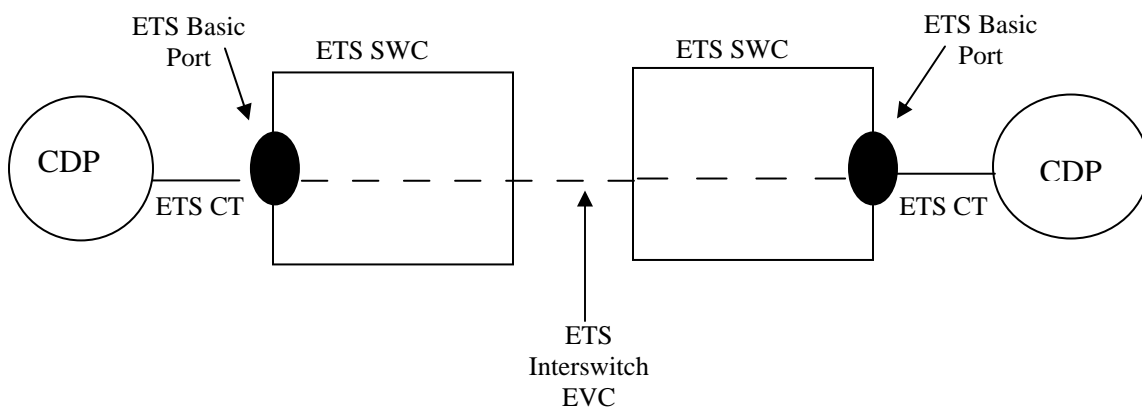 ETS Basic
Port
ETS SWC
ETS SWC
ETS Basic
Port
CDP
ETS CT
ETS CT
CDP
ETS
Interswitch
EVC